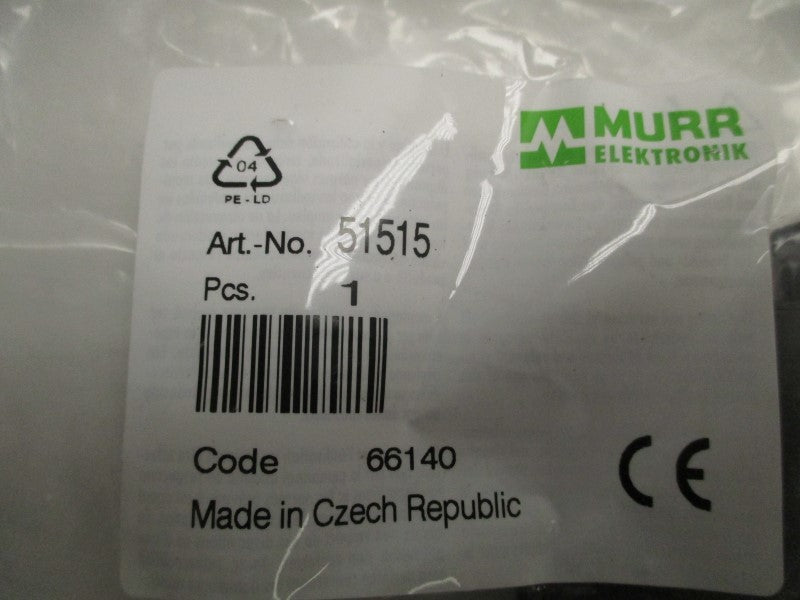 MURR
ELEKTRONIK
04
PE-LD
Art.-No. 51515
Pcs. 1
Code 66140
Made in Czech Republic
CE